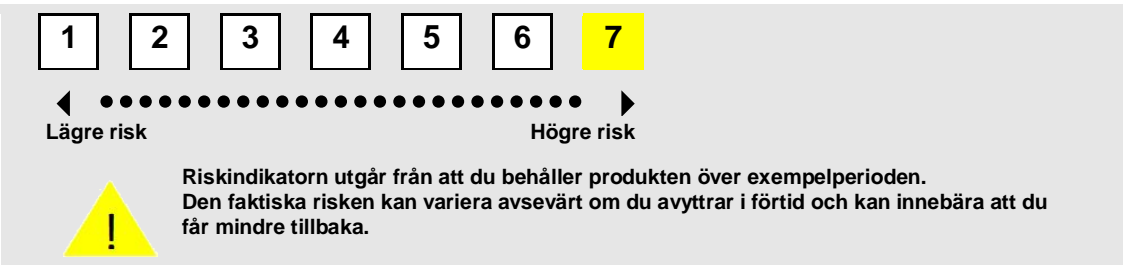 1 2 3 4 5 6 7
Lägre risk Högre risk
Riskindikatorn utgår från att du behåller produkten över exempelperioden.
Den faktiska risken kan variera avsevärt om du avyttrar i förtid och kan innebära att du
får mindre tillbaka.
!